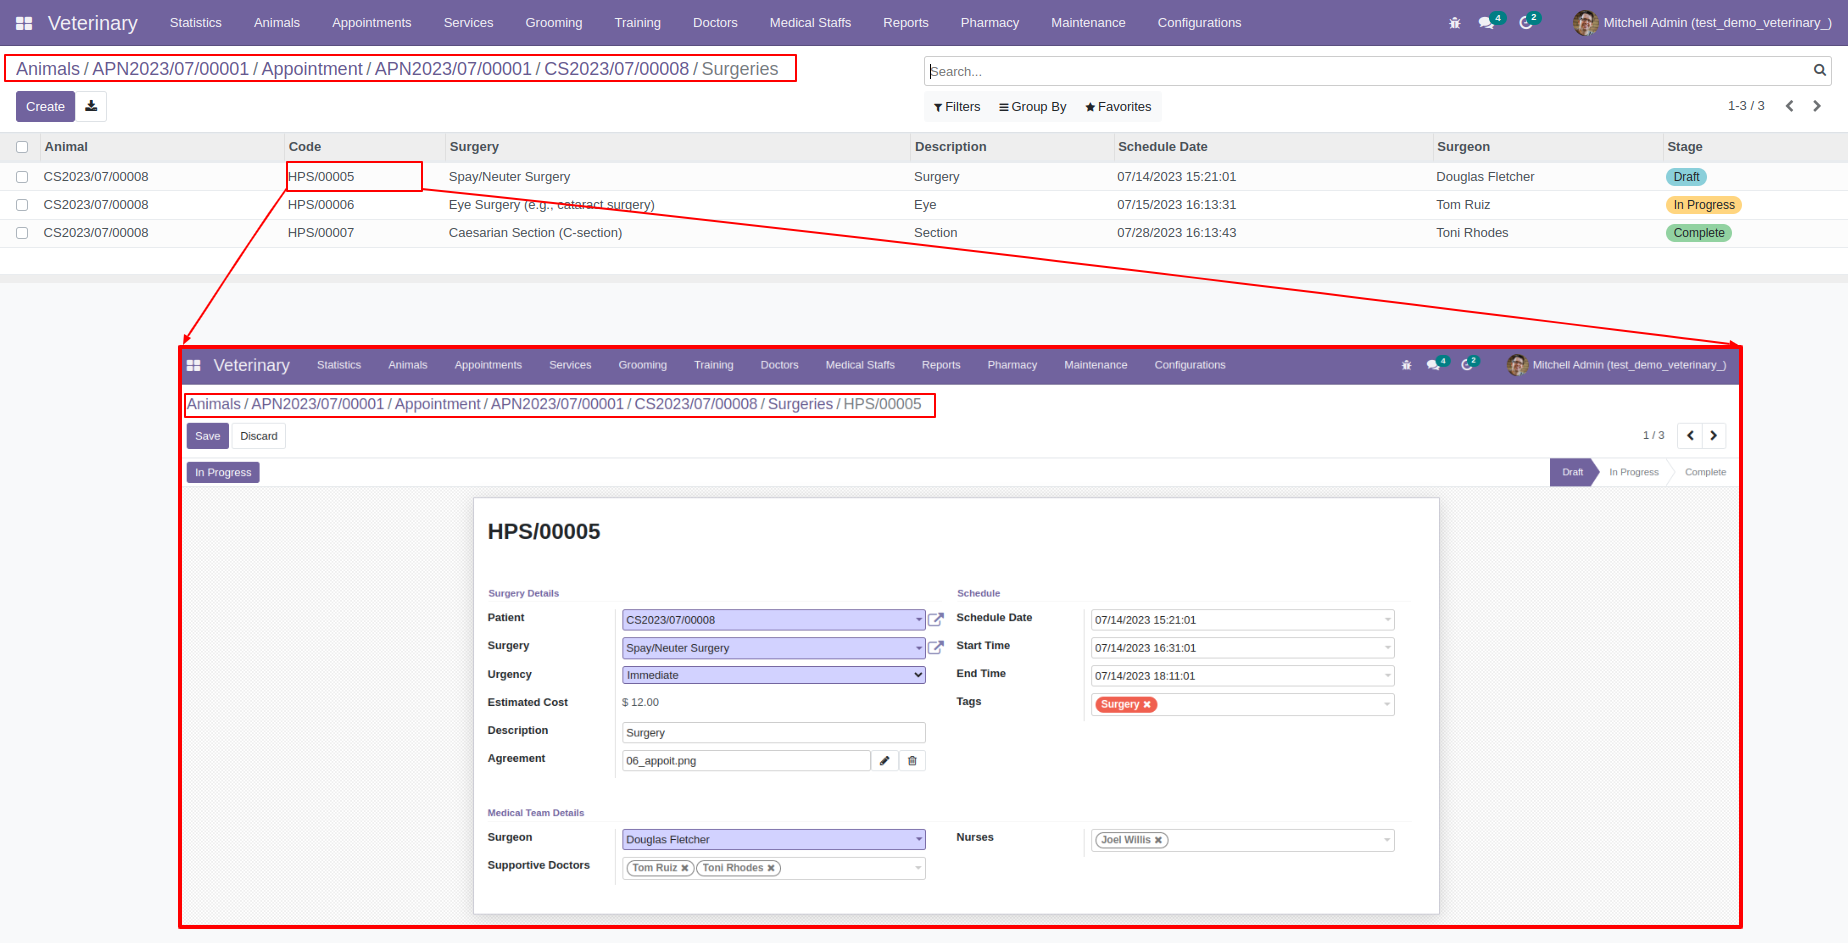 Veterinary Statistics Animals Appointments Services Grooming Training Doctors Medical Staffs Reports Pharmacy Maintenance Configurations 4 2 Mitchell Admin (test_demo_veterinary_)
Animals / APN2023/07/00001 / Appointment / APN2023/07/00001 / CS2023/07/00008 / Surgeries
Search...
Create
Filters Group By Favorites 1-3 / 3
Animal Code Surgery Description Schedule Date Surgeon Stage
CS2023/07/00008 HPS/00005 Spay/Neuter Surgery Surgery 07/14/2023 15:21:01 Douglas Fletcher Draft
CS2023/07/00008 HPS/00006 Eye Surgery (e.g., cataract surgery) Eye 07/15/2023 16:13:31 Tom Ruiz In Progress
CS2023/07/00008 HPS/00007 Caesarian Section (C-section) Section 07/28/2023 16:13:43 Toni Rhodes Complete
Veterinary Statistics Animals Appointments Services Grooming Training Doctors Medical Staffs Reports Pharmacy Maintenance Configurations 4 2 Mitchell Admin (test_demo_veterinary_)
Animals / APN2023/07/00001 / Appointment / APN2023/07/00001 / CS2023/07/00008 / Surgeries / HPS/00005
Save Discard 1 / 3
In Progress Draft In Progress Complete
HPS/00005
Surgery Details Schedule
Patient CS2023/07/00008 Schedule Date 07/14/2023 15:21:01
Surgery Spay/Neuter Surgery Start Time 07/14/2023 16:31:01
Urgency Immediate End Time 07/14/2023 18:11:01
Estimated Cost $ 12.00 Tags Surgery
Description Surgery
Agreement 06_appoit.png
Medical Team Details
Surgeon Douglas Fletcher Nurses Joel Willis
Supportive Doctors Tom Ruiz Toni Rhodes